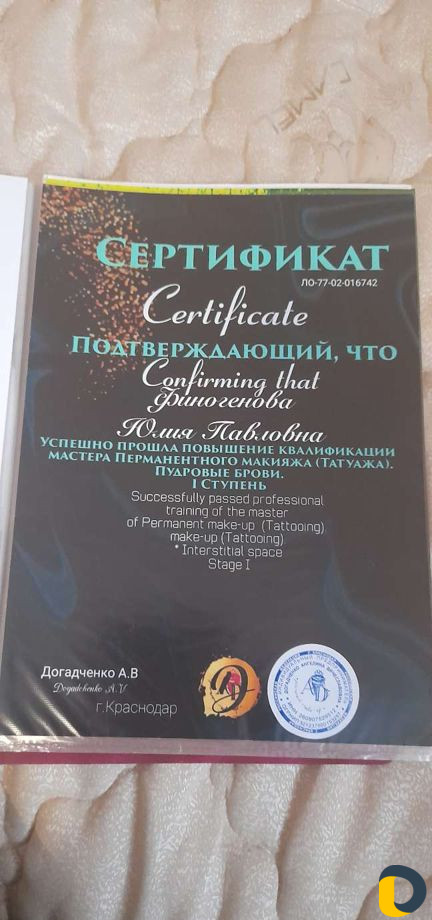 СЕРТИФИКАТ
ЛО-77-02-016742
Certificate
ПОДТВЕРЖДАЮЩИЙ, ЧТО
Confirming that
Финогенова
Юлия Павловна
УСПЕШНО ПРОШЛА ПОВЫШЕНИЕ КВАЛИФИКАЦИИ
МАСТЕРА ПЕРМАНЕНТНОГО МАКИЯЖА (ТАТУАЖА).
ПУДРОВЫЕ БРОВИ.
I СТУПЕНЬ
Successfully passed professional
training of the master
of Permanent make-up (Tattooing)
make-up (Tattooing)
* Interstitial space
Stage I
Догадченко А.В
Dogadchenko A.V
г.Краснодар